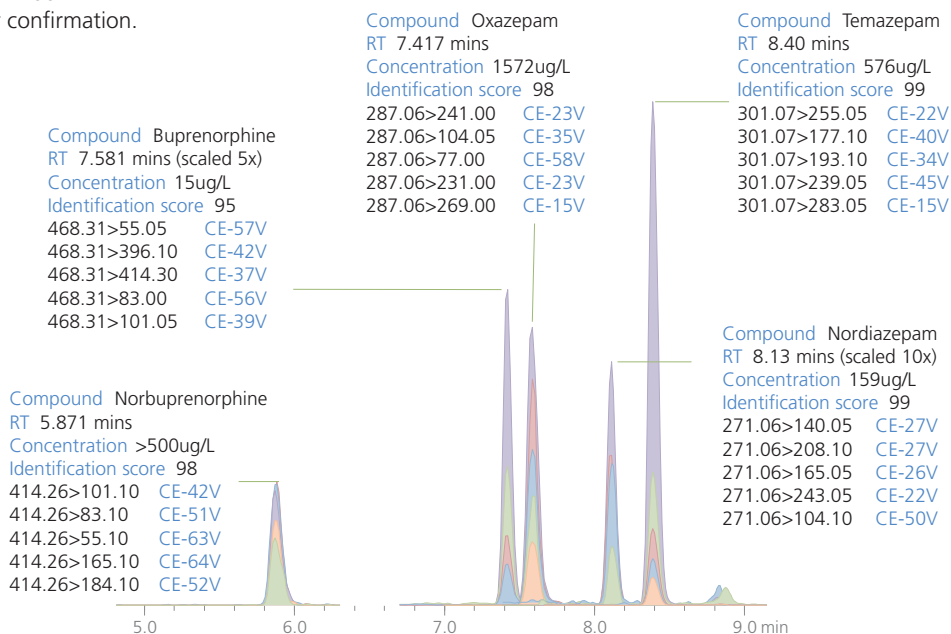 confirmation.
Compound Oxazepam
RT 7.417 mins
Concentration 1572ug/L
Identification score 98
287.06>241.00 CE-23V
287.06>104.05 CE-35V
287.06>77.00 CE-58V
287.06>231.00 CE-23V
287.06>269.00 CE-15V
Compound Temazepam
RT 8.40 mins
Concentration 576ug/L
Identification score 99
301.07>255.05 CE-22V
301.07>177.10 CE-40V
301.07>193.10 CE-34V
301.07>239.05 CE-45V
301.07>283.05 CE-15V
Compound Buprenorphine
RT 7.581 mins (scaled 5x)
Concentration 15ug/L
Identification score 95
468.31>55.05 CE-57V
468.31>396.10 CE-42V
468.31>414.30 CE-37V
468.31>83.00 CE-56V
468.31>101.05 CE-39V
Compound Nordiazepam
RT 8.13 mins (scaled 10x)
Concentration 159ug/L
Identification score 99
271.06>140.05 CE-27V
271.06>208.10 CE-27V
271.06>165.05 CE-26V
271.06>243.05 CE-22V
271.06>104.10 CE-50V
Compound Norbuprenorphine
RT 5.871 mins
Concentration >500ug/L
Identification score 98
414.26>101.10 CE-42V
414.26>83.10 CE-51V
414.26>55.10 CE-63V
414.26>165.10 CE-64V
414.26>184.10 CE-52V
5.0 6.0 7.0 8.0 9.0 min